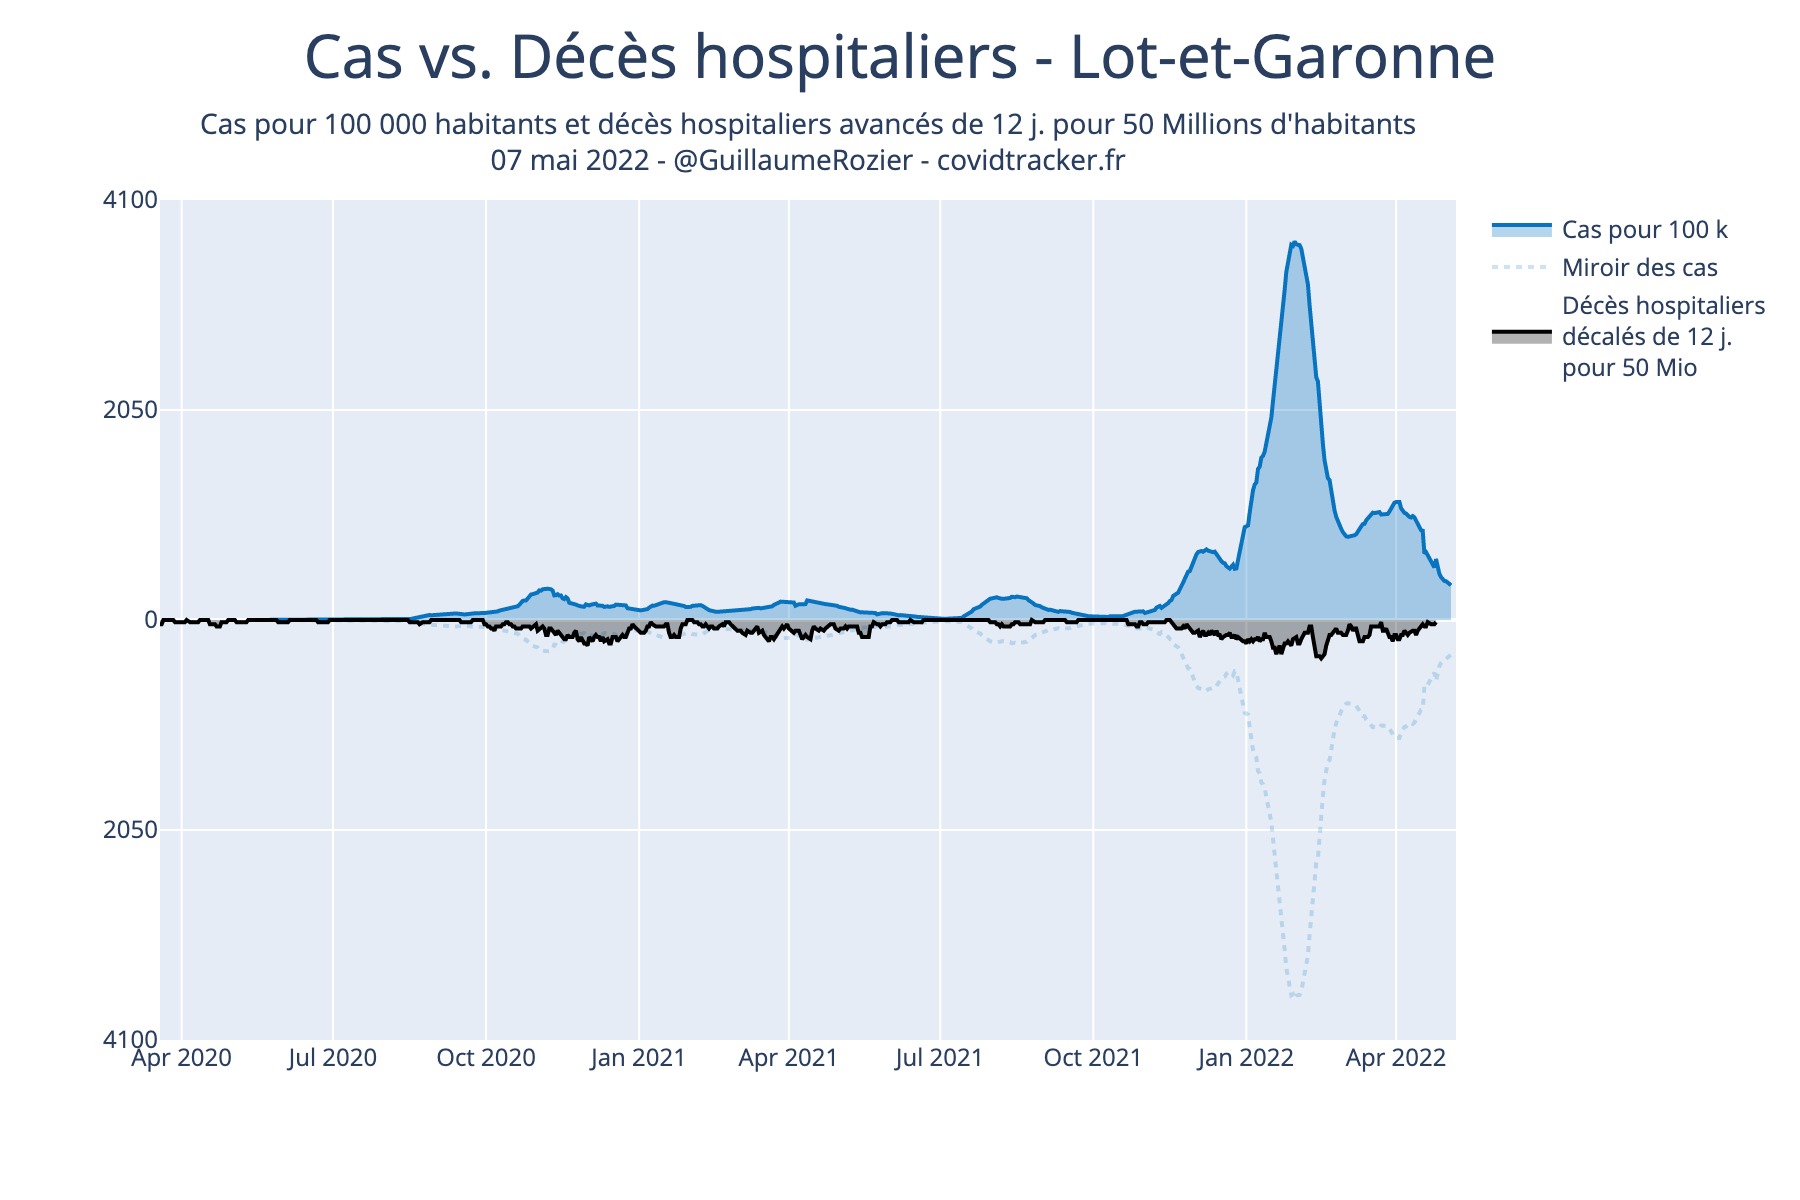 Cas vs. Décès hospitaliers - Lot-et-Garonne
Cas pour 100 000 habitants et décès hospitaliers avancés de 12 j. pour 50 Millions d'habitants
07 mai 2022 - @GuillaumeRozier - covidtracker.fr
4100
2050
0
2050
4100
Apr 2020
Jul 2020
Oct 2020
Jan 2021
Apr 2021
Jul 2021
Oct 2021
Jan 2022
Apr 2022
Cas pour 100 k
Miroir des cas
Décès hospitaliers
décalés de 12 j.
pour 50 Mio